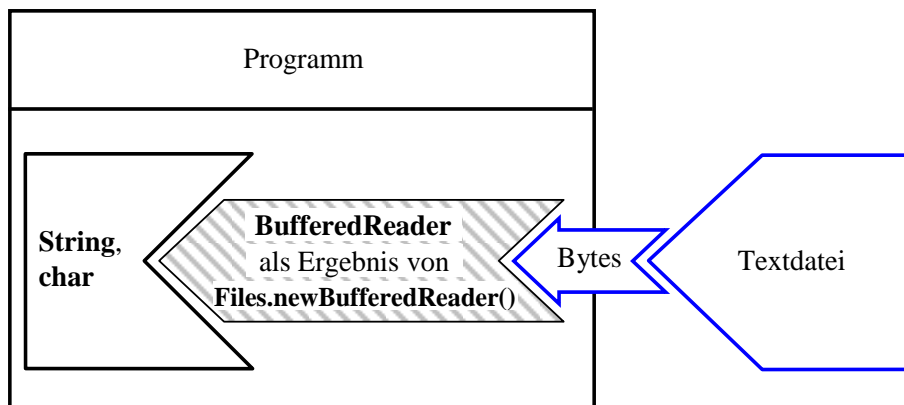 Programm
String,
char
BufferedReader
als Ergebnis von
Files.newBufferedReader()
Bytes
Textdatei